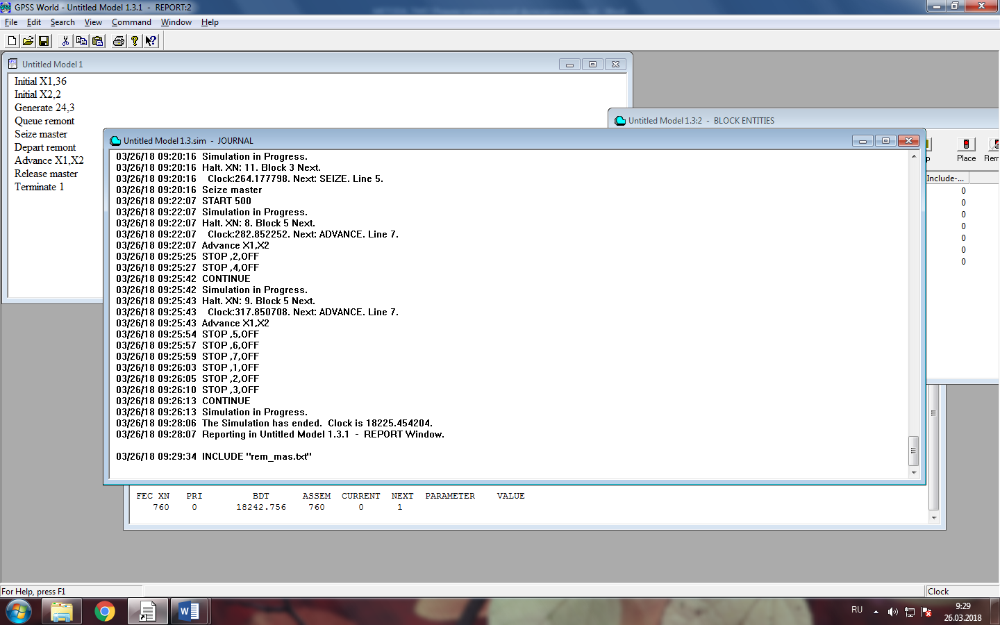 GPSS World - Untitled Model 1.3.1 - REPORT:2
File Edit Search View Command Window Help
Untitled Model 1
Initial X1,36
Initial X2,2
Generate 24,3
Queue remont
Seize master
Depart remont
Advance X1,X2
Release master
Terminate 1
Untitled Model 1.3:2 - BLOCK ENTITIES
Place
Include-...
0
0
0
0
0
0
0
Untitled Model 1.3.sim - JOURNAL
03/26/18 09:20:16 Simulation in Progress.
03/26/18 09:20:16 Halt. XN: 11. Block 3 Next.
03/26/18 09:20:16 Clock:264.177798. Next: SEIZE. Line 5.
03/26/18 09:20:16 Seize master
03/26/18 09:22:07 START 500
03/26/18 09:22:07 Simulation in Progress.
03/26/18 09:22:07 Halt. XN: 8. Block 5 Next.
03/26/18 09:22:07 Clock:282.852252. Next: ADVANCE. Line 7.
03/26/18 09:22:07 Advance X1,X2
03/26/18 09:25:25 STOP ,2,OFF
03/26/18 09:25:27 STOP ,4,OFF
03/26/18 09:25:42 CONTINUE
03/26/18 09:25:42 Simulation in Progress.
03/26/18 09:25:43 Halt. XN: 9. Block 5 Next.
03/26/18 09:25:43 Clock:317.850708. Next: ADVANCE. Line 7.
03/26/18 09:25:43 Advance X1,X2
03/26/18 09:25:54 STOP ,5,OFF
03/26/18 09:25:57 STOP ,6,OFF
03/26/18 09:25:59 STOP ,7,OFF
03/26/18 09:26:03 STOP ,1,OFF
03/26/18 09:26:05 STOP ,2,OFF
03/26/18 09:26:10 STOP ,3,OFF
03/26/18 09:26:13 CONTINUE
03/26/18 09:26:13 Simulation in Progress.
03/26/18 09:28:06 The Simulation has ended. Clock is 18225.454204.
03/26/18 09:28:07 Reporting in Untitled Model 1.3.1 - REPORT Window.
03/26/18 09:29:34 INCLUDE "rem_mas.txt"
FEC XN PRI BDT ASSEM CURRENT NEXT PARAMETER VALUE
760 0 18242.756 760 0 1
For Help, press F1
Clock
RU
9:29
26.03.2018